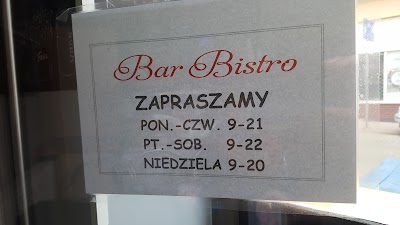 Bar Bistro
ZAPRASZAMY
PON.-CZW. 9-21
PT.-SOB. 9-22
NIEDZIELA 9-20